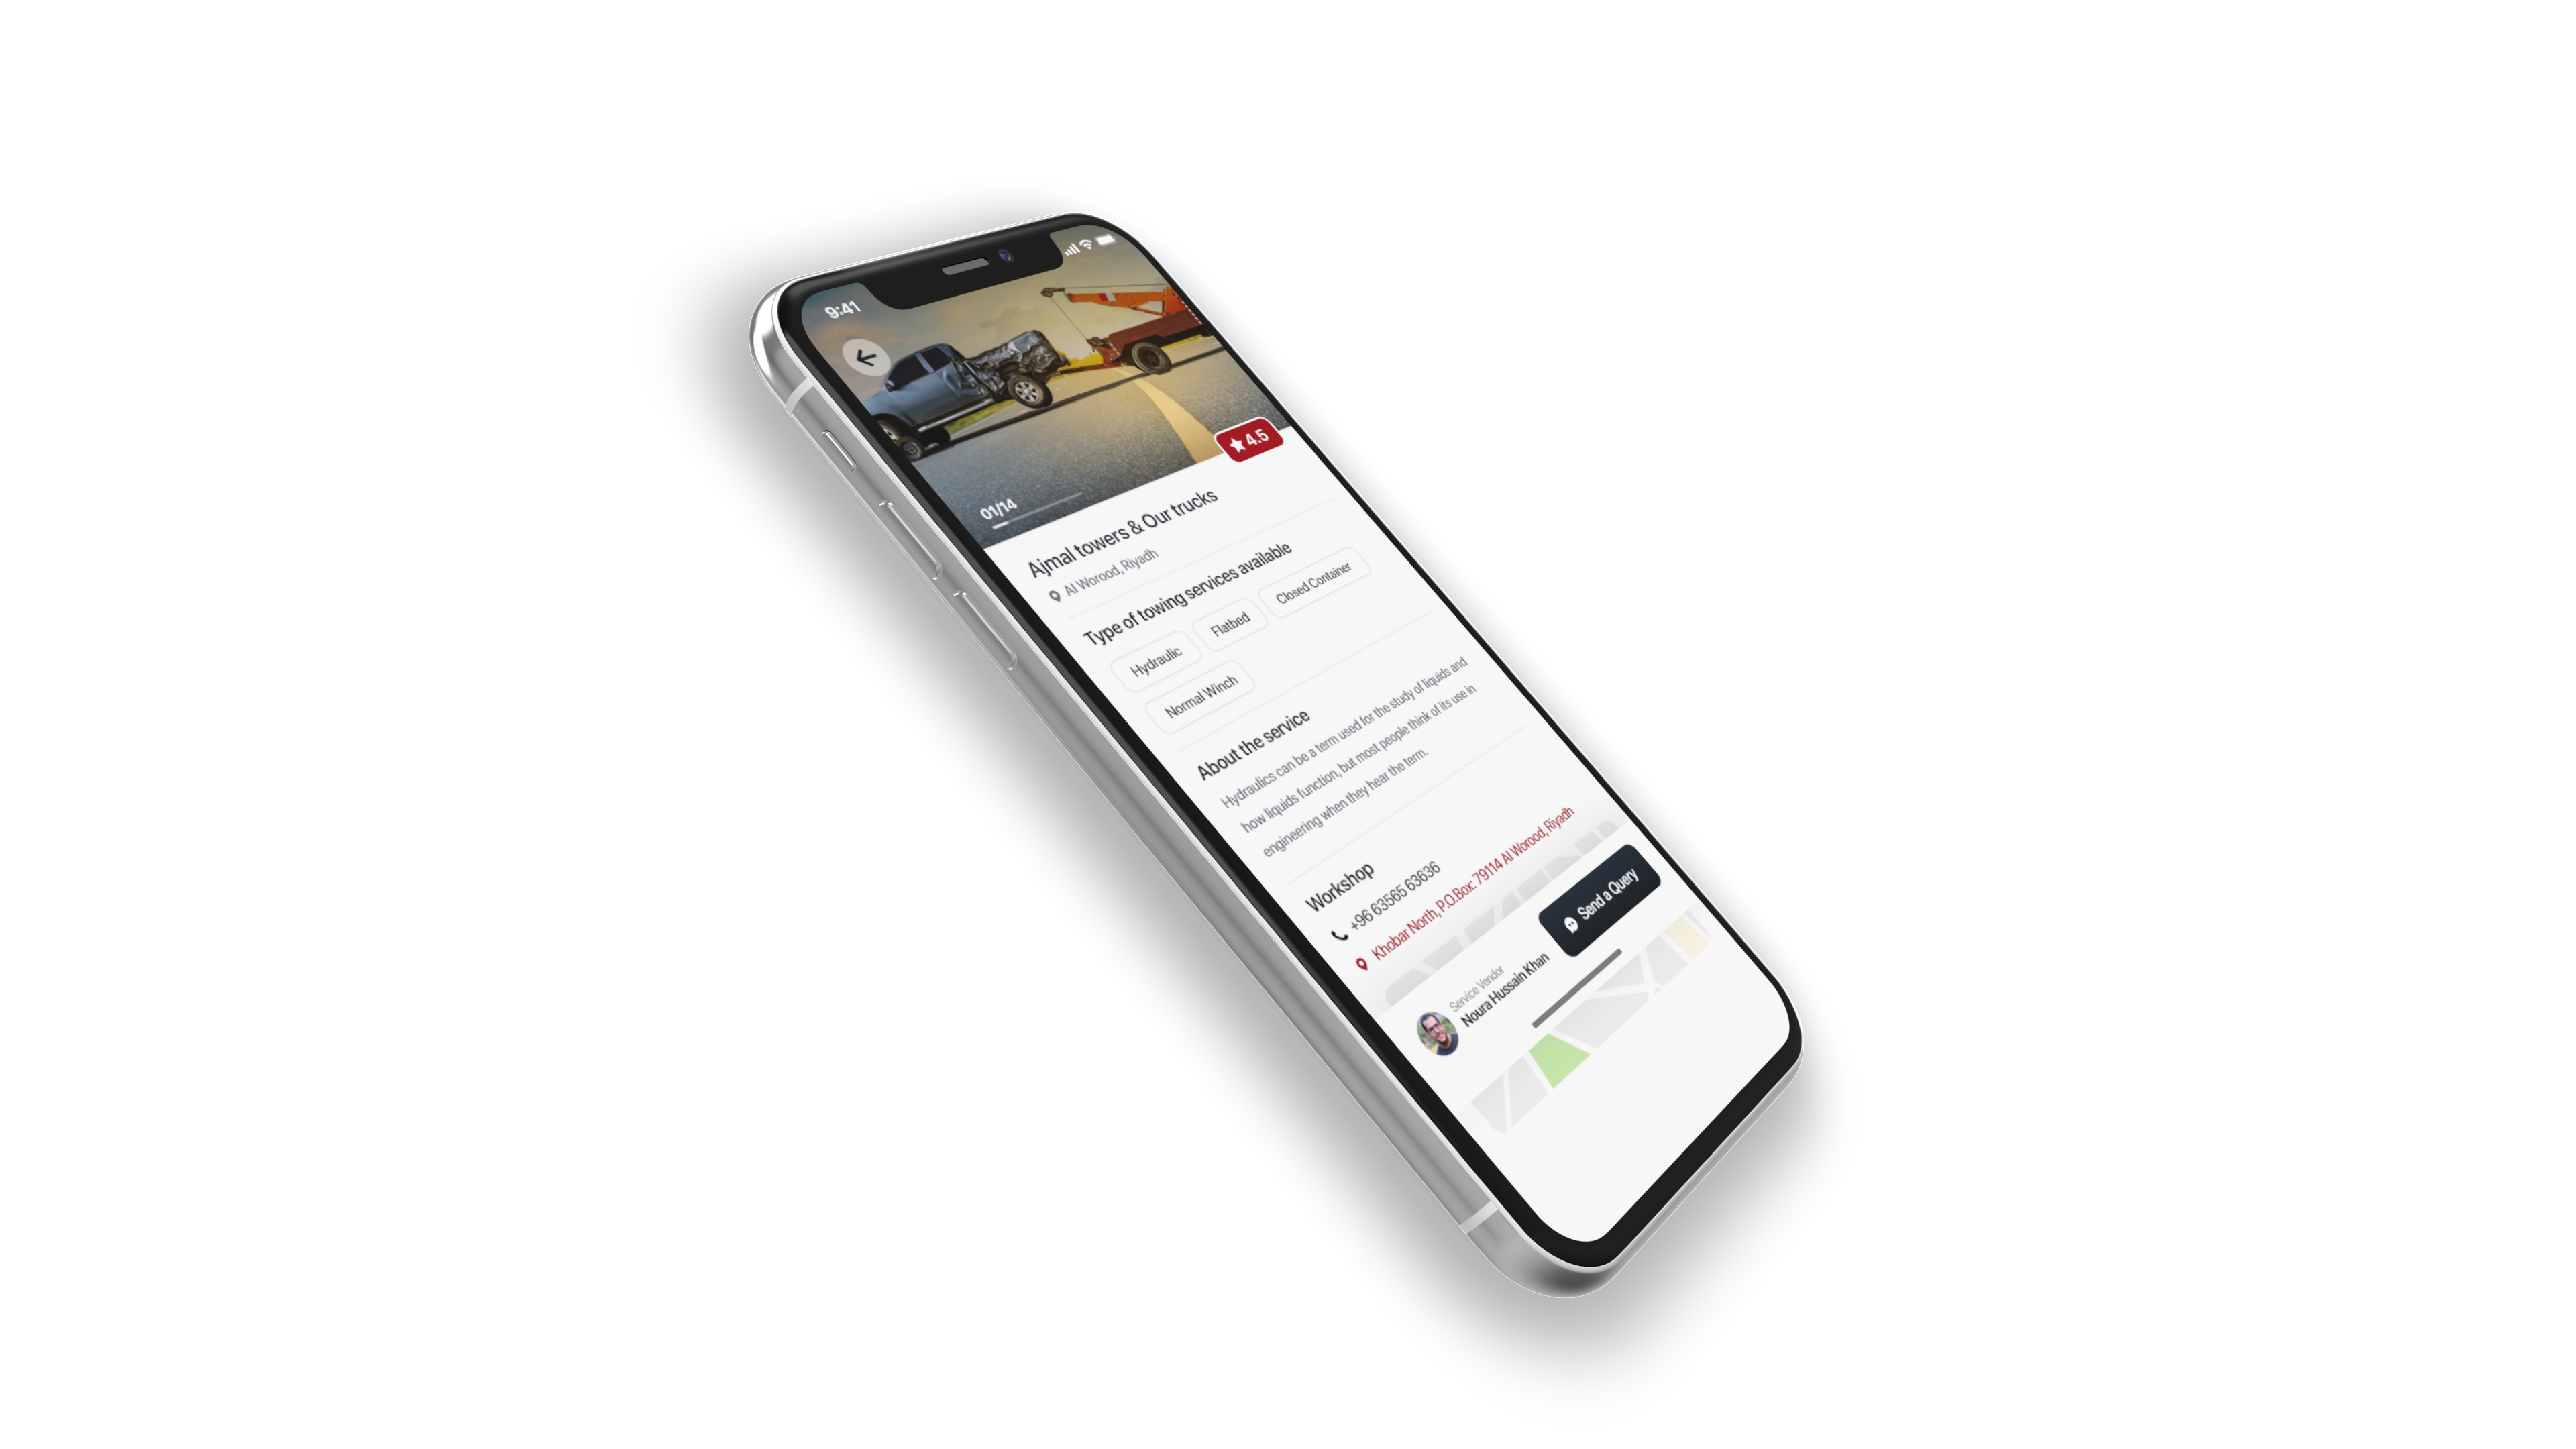 9:41
01/14
4.5
Ajmal towers & Our trucks
Al Worood, Riyadh
Type of towing services available
Hydraulic
Flatbed
Closed Container
Normal Winch
About the service
Hydraulics can be a term used for the study of liquids and
how liquids function, but most people think of its use in
engineering when they hear the term.
Workshop
+96 63565 63636
Khobar North, P.O.Box: 79114 Al Worood, Riyadh
Service Vendor
Noura Hussain Khan
Send a Query